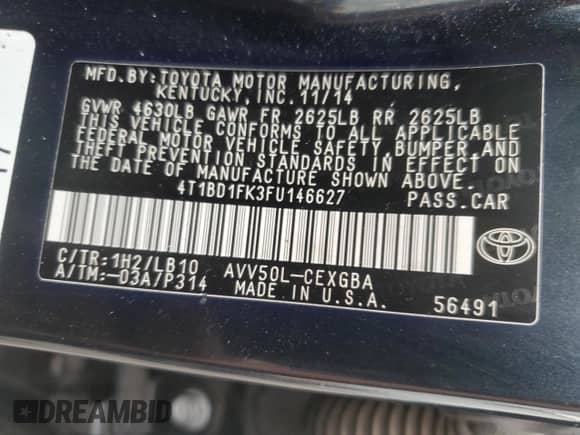 MFD.BY:TOYOTA MOTOR MANUFACTURING,
KENTUCKY, INC. 11/14
GVWR 4630LB GAWR FR 2625LB RR 2625LB
THIS VEHICLE CONFORMS TO ALL APPLICABLE
FEDERAL MOTOR VEHICLE SAFETY, BUMPER, AND
THEFT PREVENTION STANDARDS IN EFFECT ON
THE DATE OF MANUFACTURE SHOWN ABOVE.
4T1BD1FK3FU146627 PASS.CAR
C/TR:1H2/LB10 AVV50L-CEXGBA
A/TM:-03A/P314 MADE IN U.S.A.
56491
DREAMBID